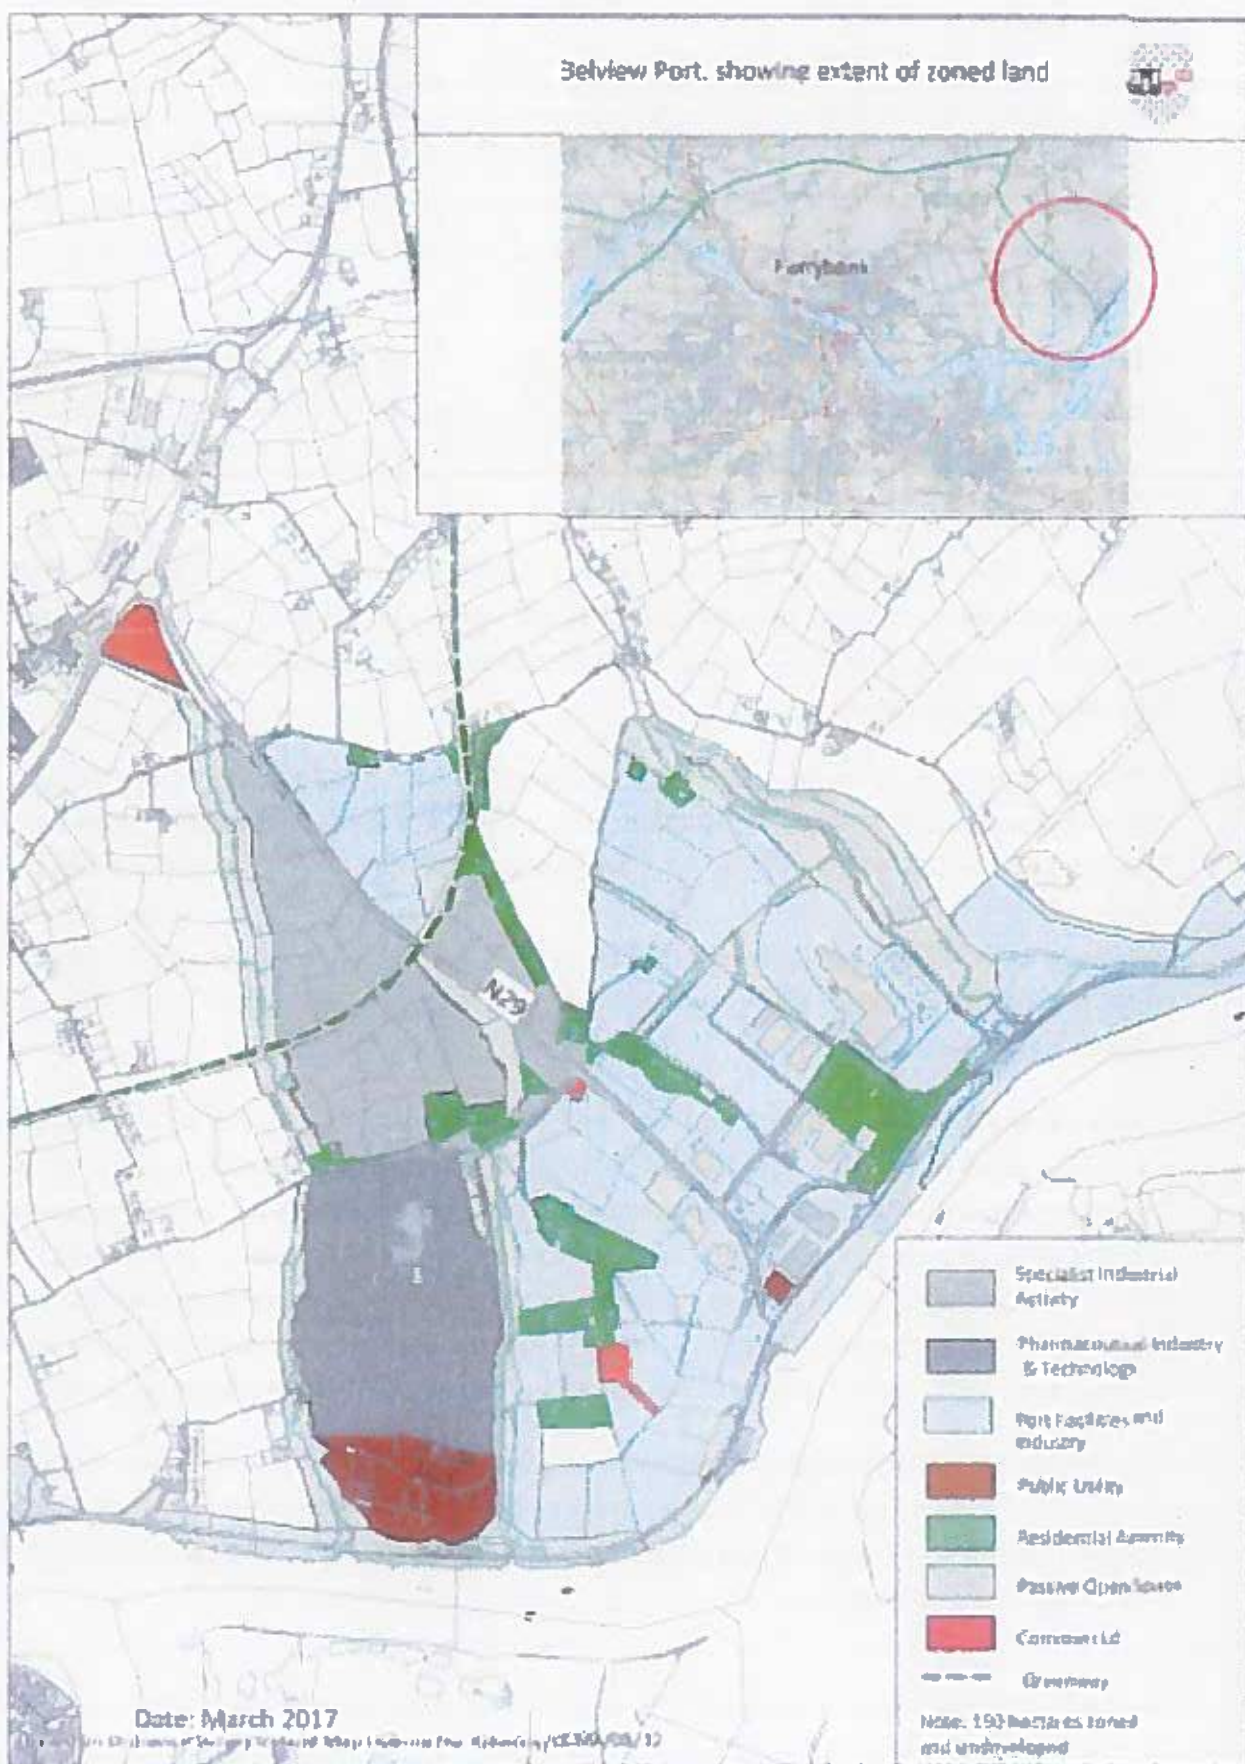 Belview Port. showing extent of zoned land
Ferrybank
N29
Specialist Industrial
Activity
Pharmaceutical Industry
& Technology
Port Facilities and
Industry
Public Utility
Residential Amenity
Passive Open Space
Commercial
Greenway
Note: 193 hectares zoned
and undeveloped
Date: March 2017